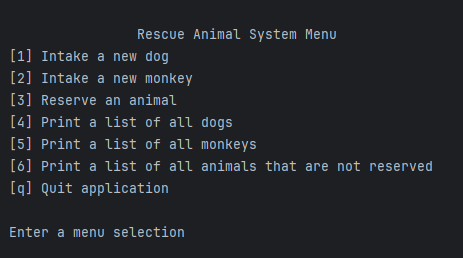 Rescue Animal System Menu
[1] Intake a new dog
[2] Intake a new monkey
[3] Reserve an animal
[4] Print a list of all dogs
[5] Print a list of all monkeys
[6] Print a list of all animals that are not reserved
[q] Quit application
Enter a menu selection